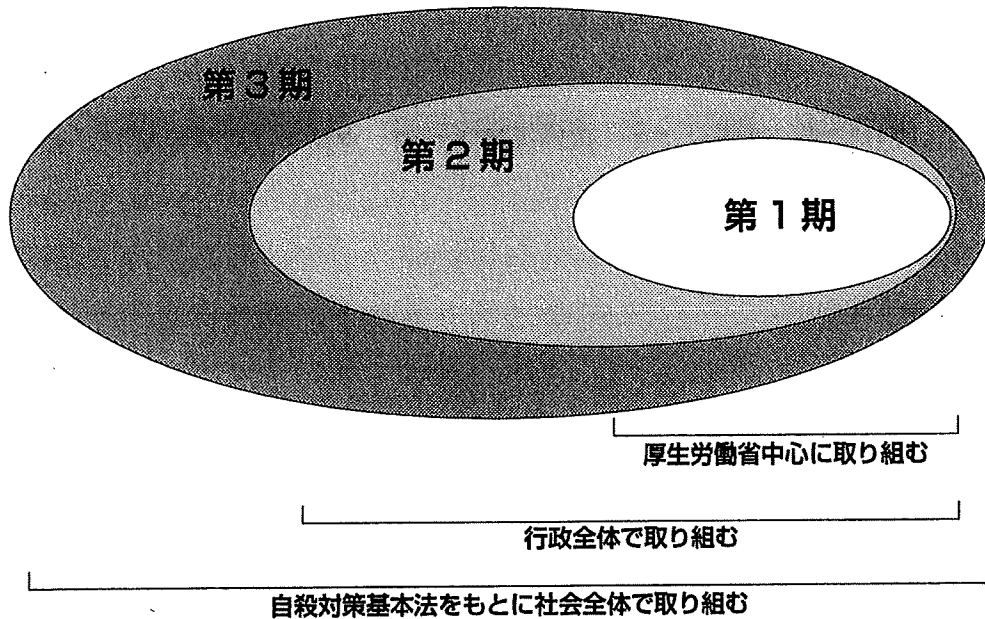 第３期
第２期
第１期
厚生労働省中心に取り組む
行政全体で取り組む
自殺対策基本法をもとに社会全体で取り組む